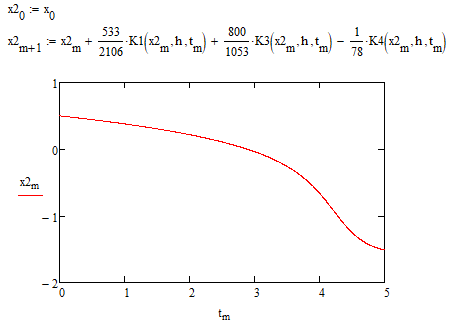 x2₀ := x₀
x2ₘ₊₁ := x2ₘ + 533/2106 ·K1(x2ₘ,h,tₘ) + 800/1053 ·K3(x2ₘ,h,tₘ) − 1/78 ·K4(x2ₘ,h,tₘ)
1
0
x2ₘ
−1
−2
0 1 2 3 4 5
tₘ